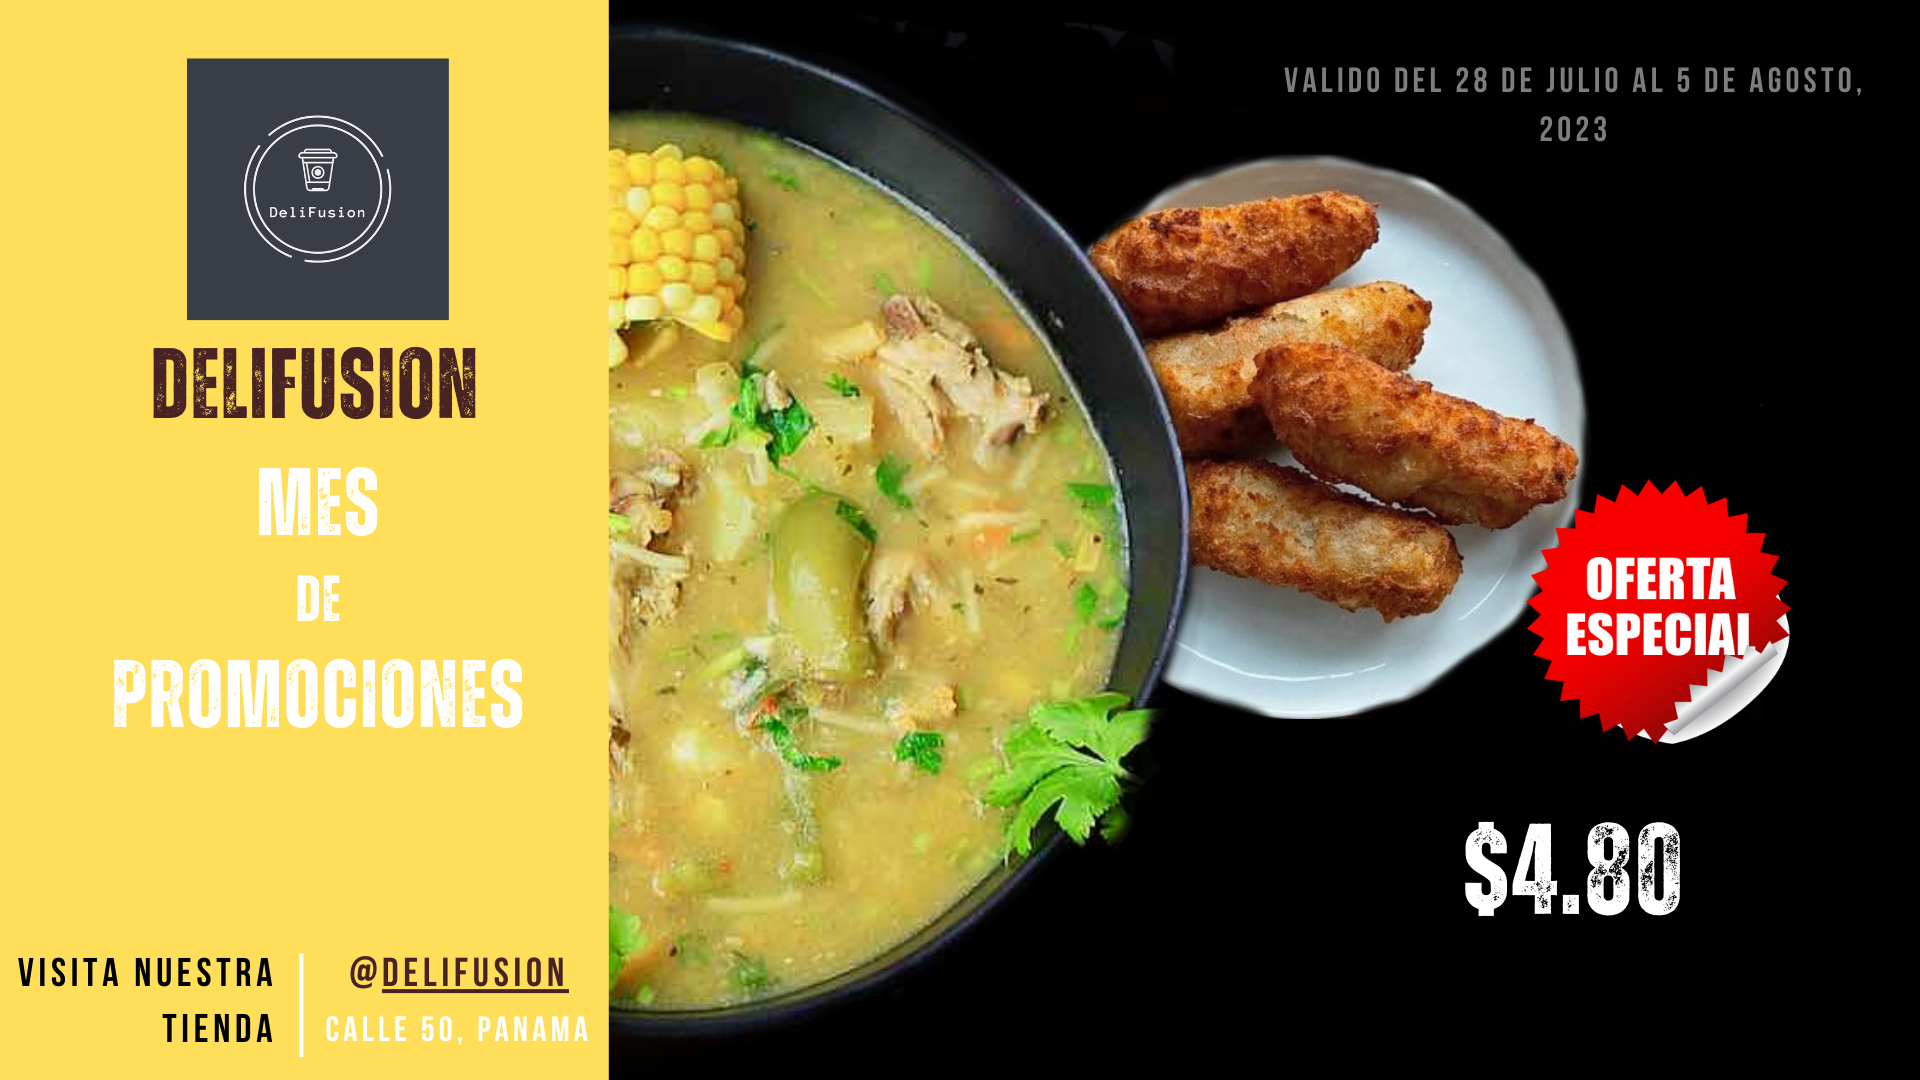 DeliFusion
DELIFUSION
MES
DE
PROMOCIONES
VISITA NUESTRA
TIENDA
@DELIFUSION
CALLE 50, PANAMA
VALIDO DEL 28 DE JULIO AL 5 DE AGOSTO,
2023
OFERTA
ESPECIAL
$4.80